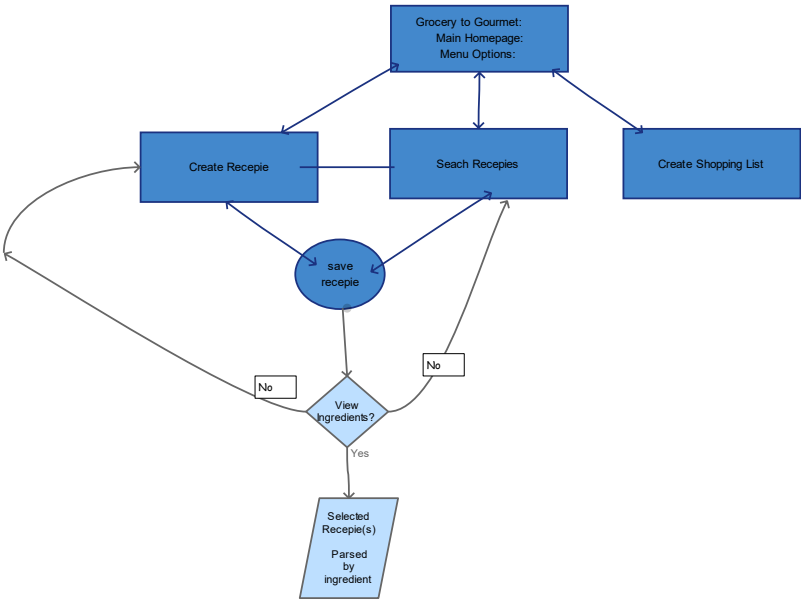 Grocery to Gourmet:
Main Homepage:
Menu Options:
Create Recepie
Seach Recepies
Create Shopping List
save
recepie
No
No
View
Ingredients?
Yes
Selected
Recepie(s)
Parsed
by
ingredient